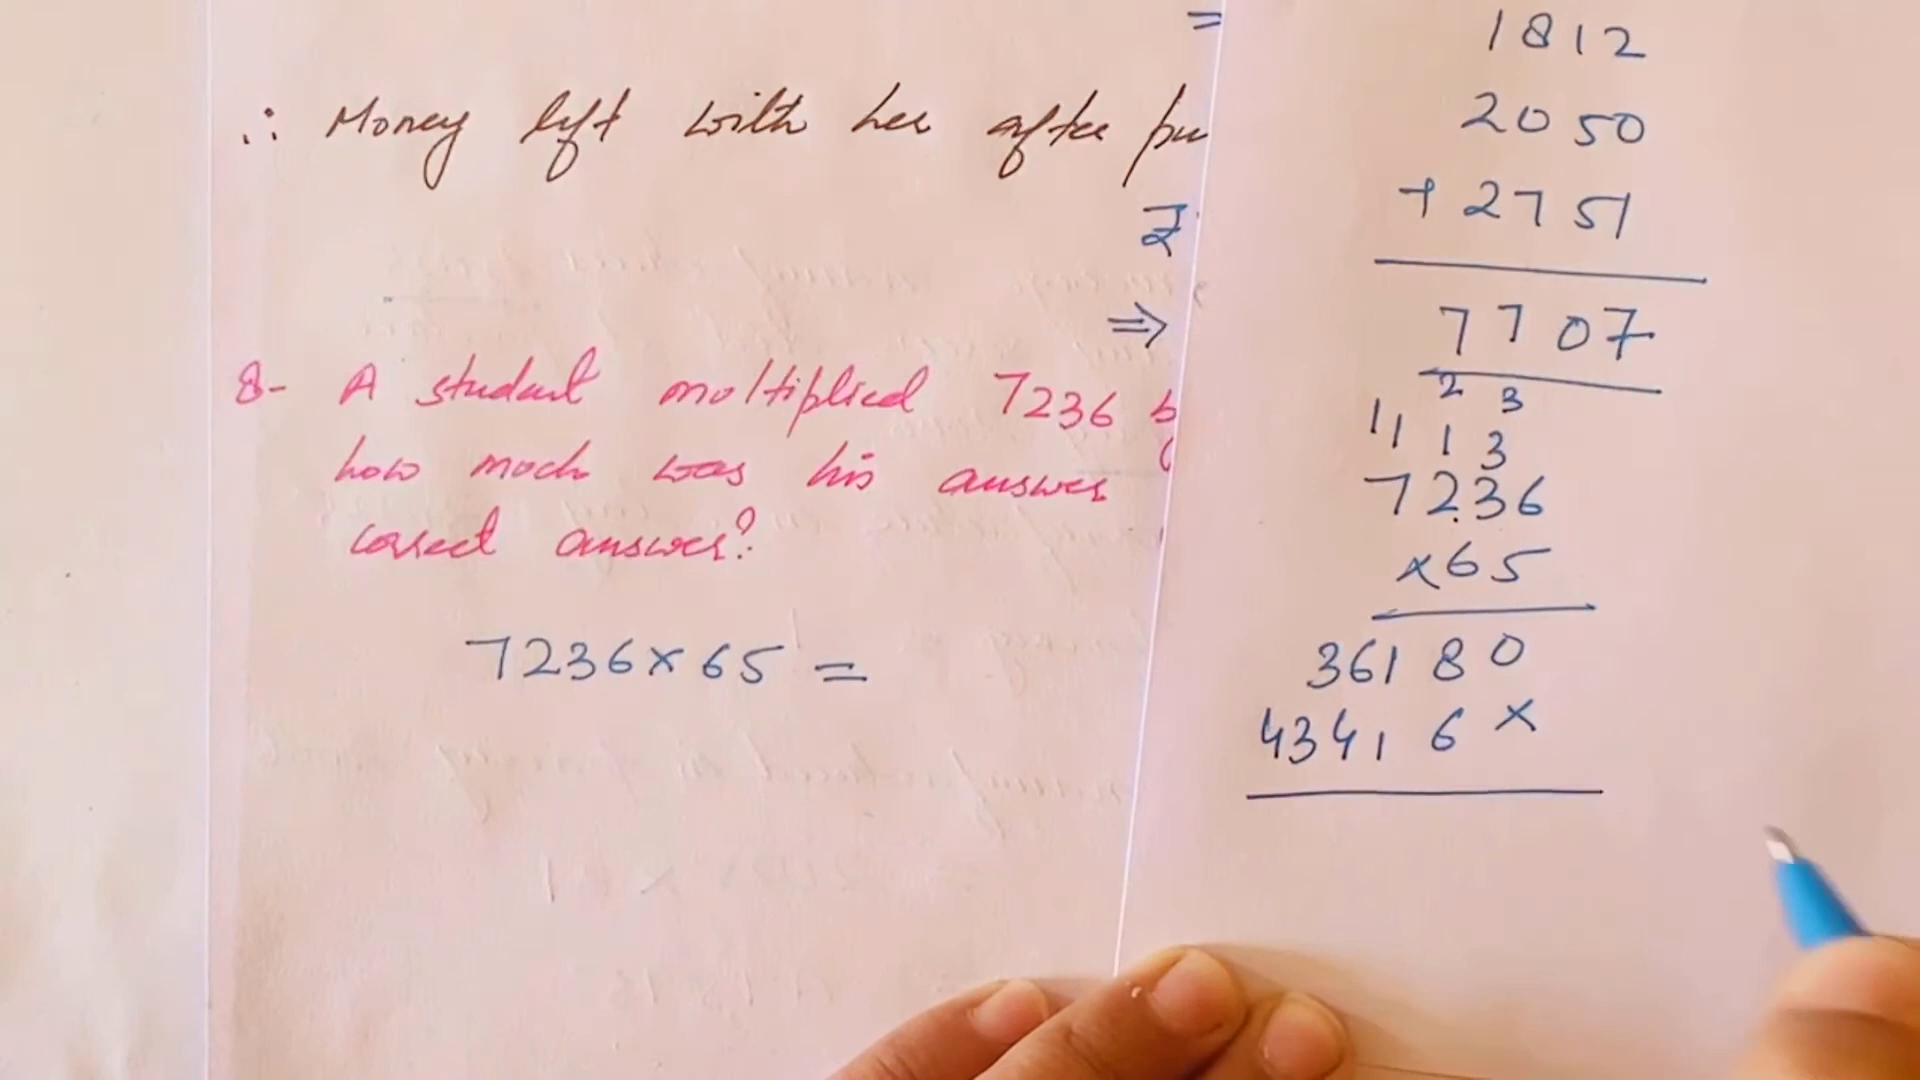 ∴ Money left with her after pu
₹
⇒
8- A student multiplied 7236 b
how much was his answer
correct answer?
7236×65 =
=
1812
2050
+ 2751
7707
2 3
11 1 3
7236
×65
36180
43416×